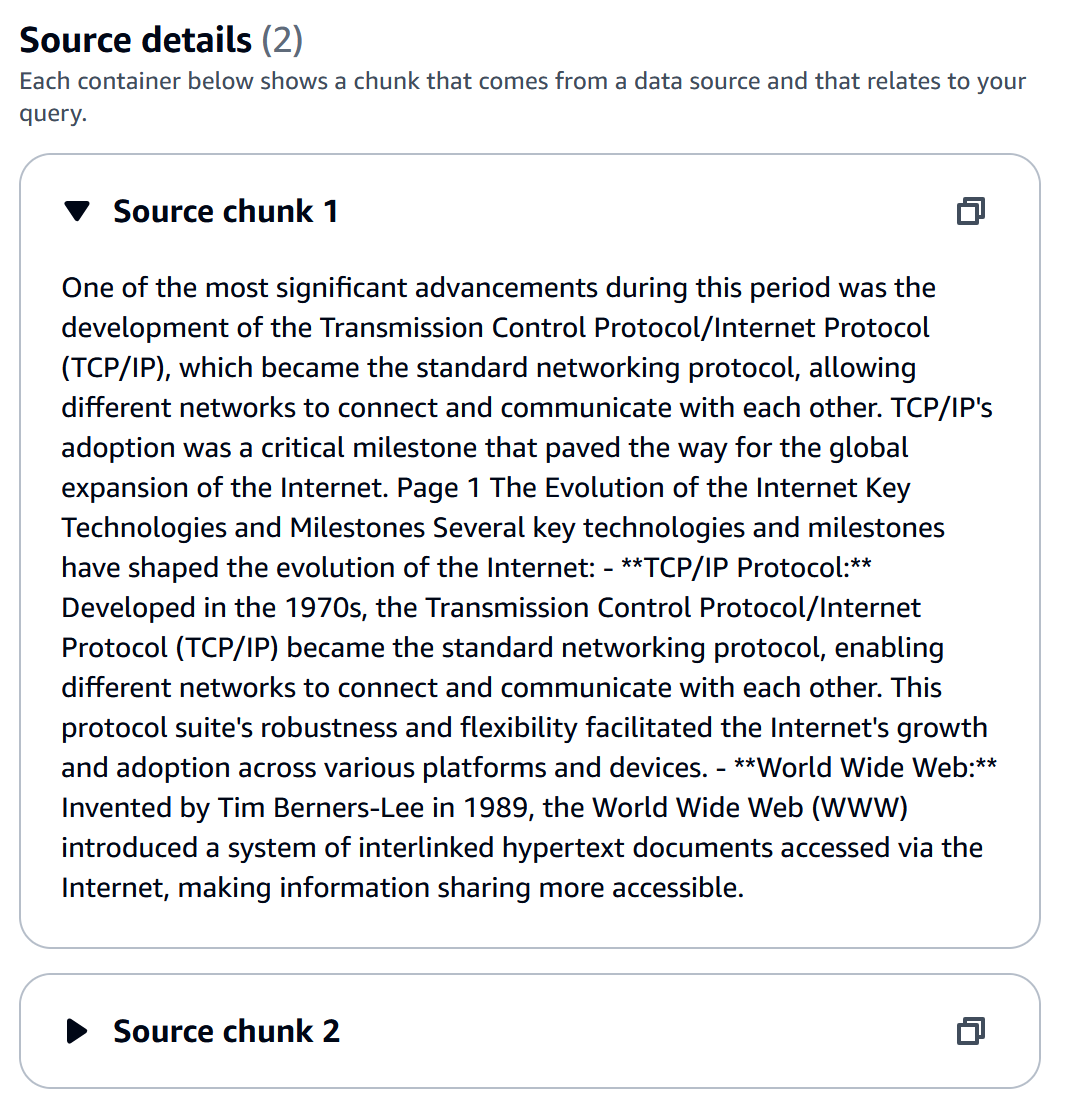 Source details (2)
Each container below shows a chunk that comes from a data source and that relates to your
query.
Source chunk 1
One of the most significant advancements during this period was the
development of the Transmission Control Protocol/Internet Protocol
(TCP/IP), which became the standard networking protocol, allowing
different networks to connect and communicate with each other. TCP/IP's
adoption was a critical milestone that paved the way for the global
expansion of the Internet. Page 1 The Evolution of the Internet Key
Technologies and Milestones Several key technologies and milestones
have shaped the evolution of the Internet: - **TCP/IP Protocol:**
Developed in the 1970s, the Transmission Control Protocol/Internet
Protocol (TCP/IP) became the standard networking protocol, enabling
different networks to connect and communicate with each other. This
protocol suite's robustness and flexibility facilitated the Internet's growth
and adoption across various platforms and devices. - **World Wide Web:**
Invented by Tim Berners-Lee in 1989, the World Wide Web (WWW)
introduced a system of interlinked hypertext documents accessed via the
Internet, making information sharing more accessible.
Source chunk 2